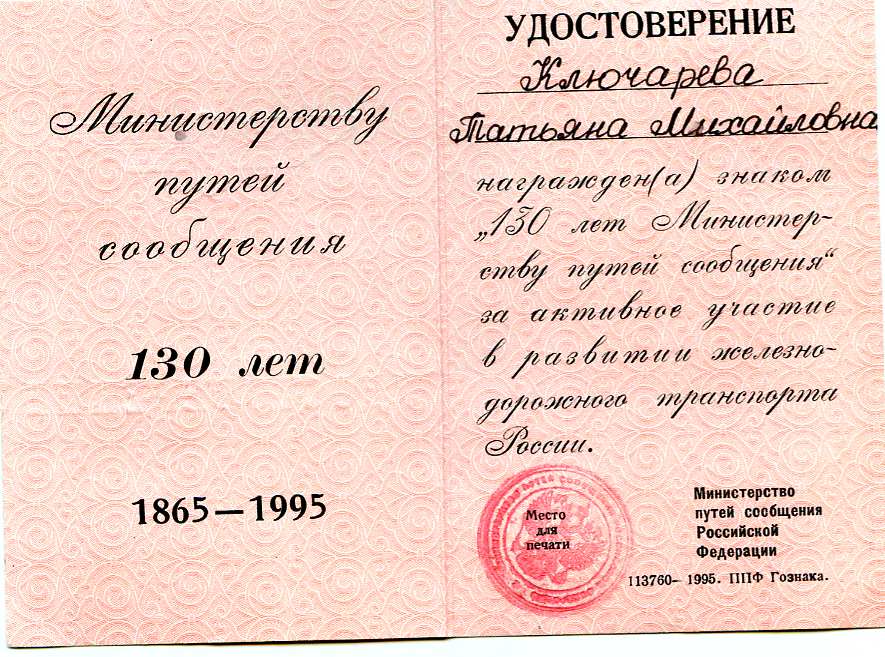 Министерству
путей
сообщения
130 лет
1865—1995
УДОСТОВЕРЕНИЕ
Ключарева
Татьяна Михайловна
награжден(а) знаком
„130 лет Министер-
ству путей сообщения“
за активное участие
в развитии железно-
дорожного транспорта
России.
Место
для
печати
Министерство
путей сообщения
Российской
Федерации
113760— 1995. ППФ Гознака.